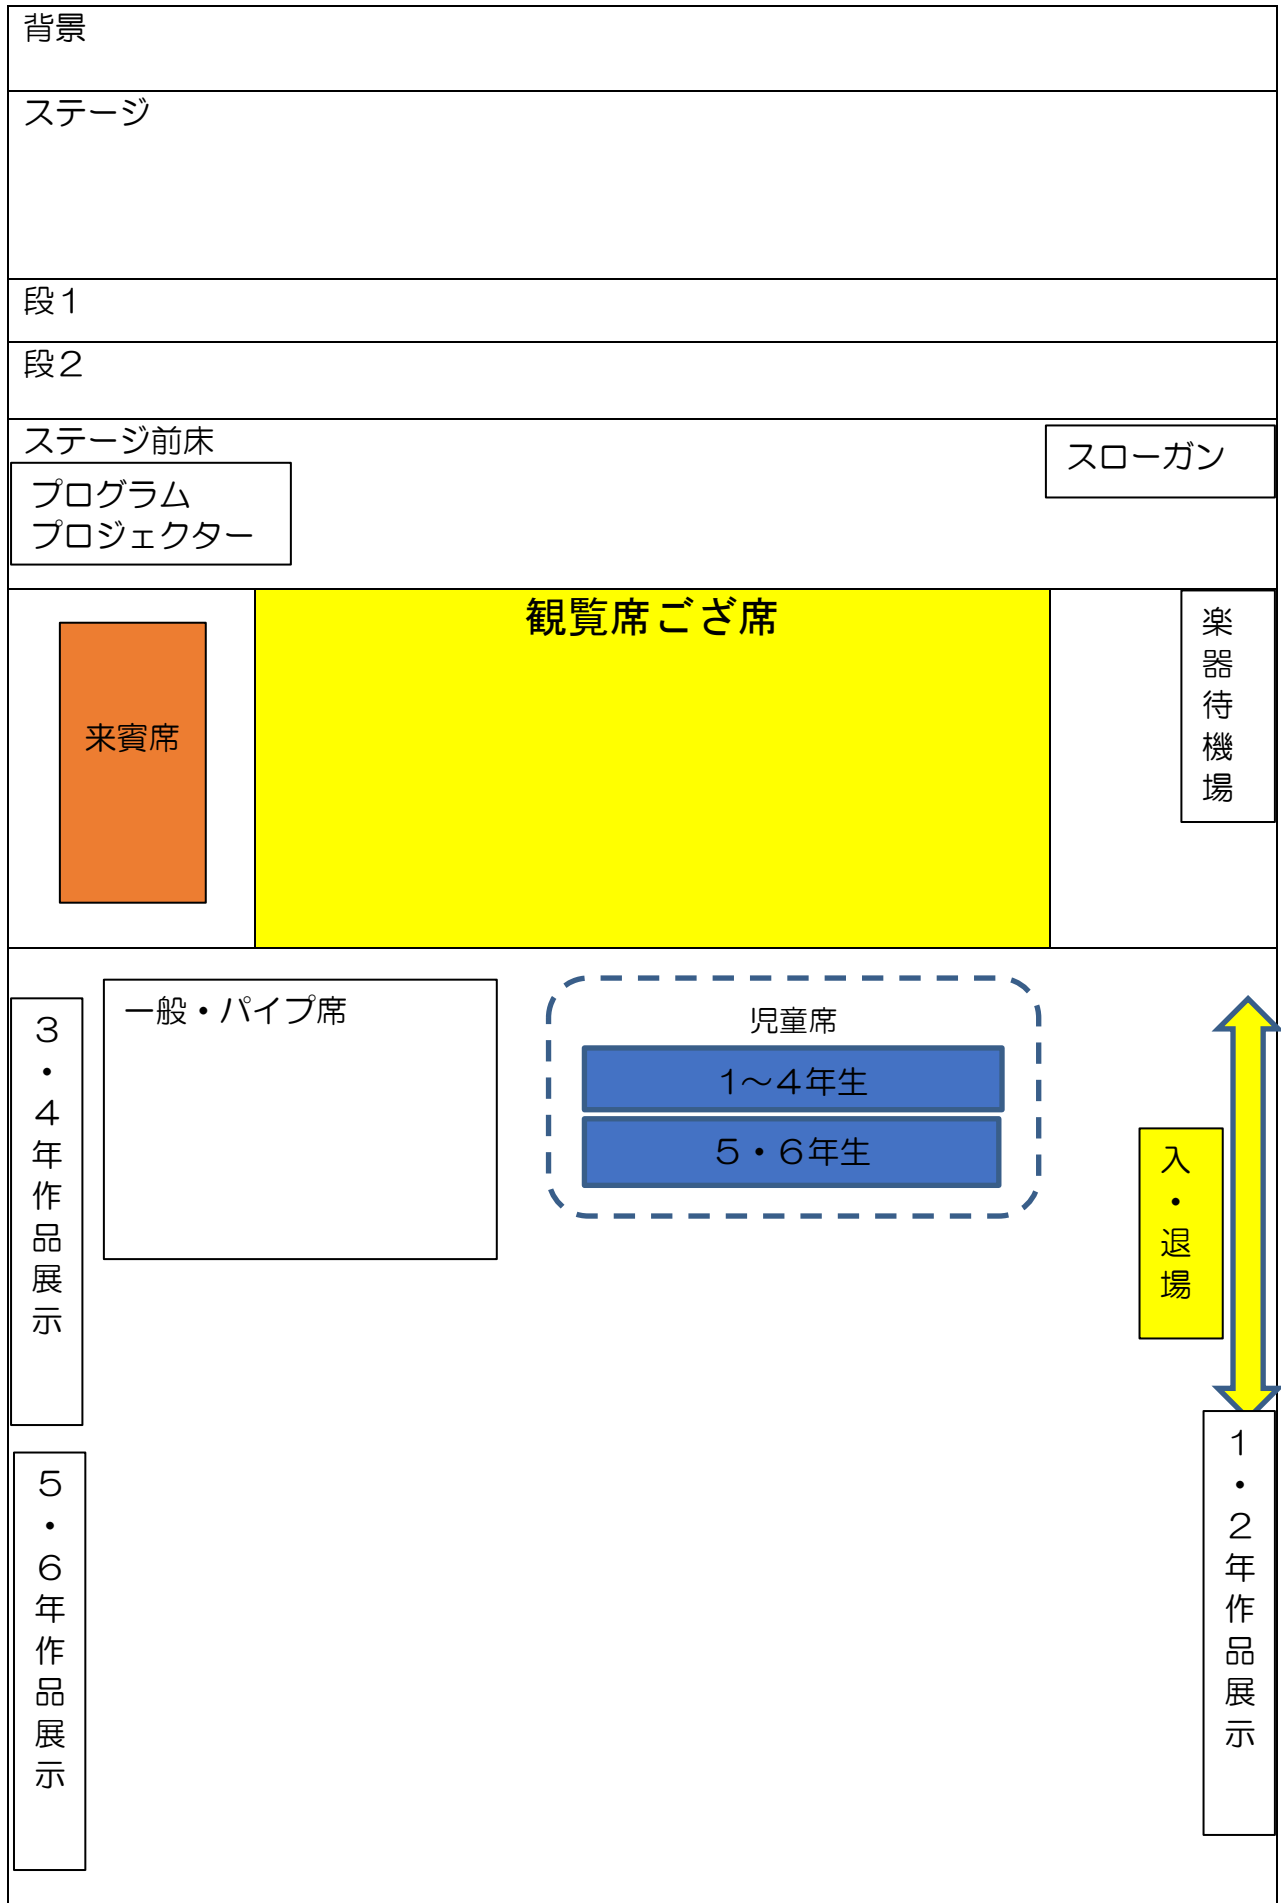 背景
ステージ
段１
段２
ステージ前床
スローガン
プログラム
プロジェクター
観覧席ござ席
楽器待機場
来賓席
一般・パイプ席
児童席
１～４年生
５・６年生
３・４年作品展示
入・退場
５・６年作品展示
１・２年作品展示